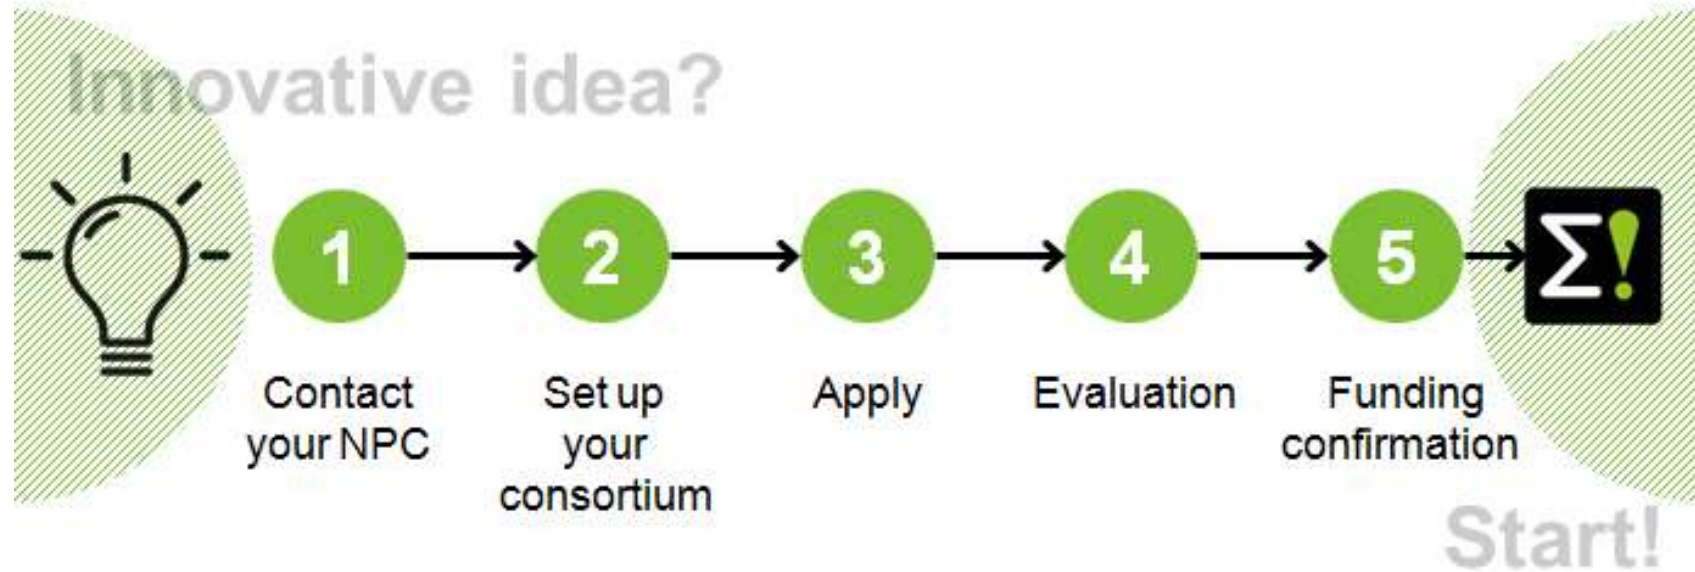 Innovative idea?
1
2
3
4
5
Σ!
Contact
your NPC
Set up
your
consortium
Apply
Evaluation
Funding
confirmation
Start!